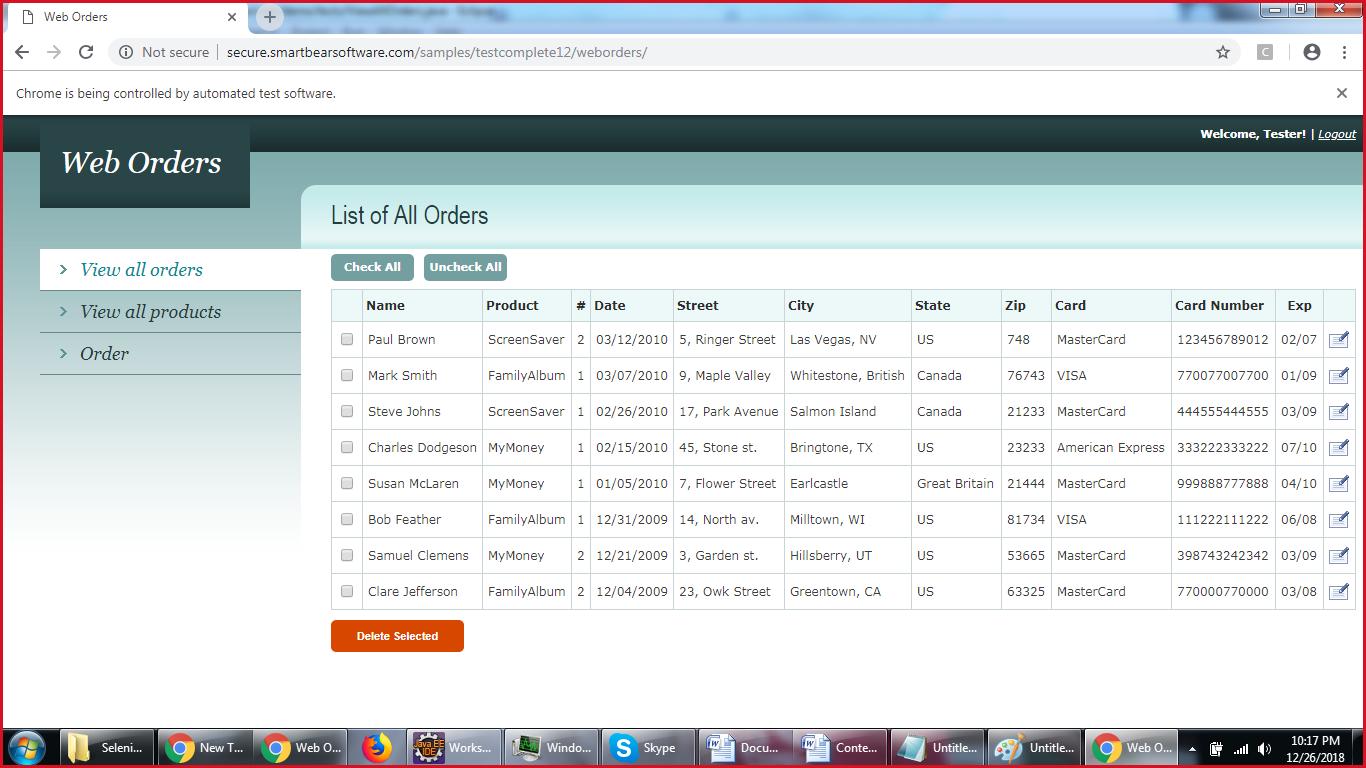 Web Orders
Not secure | secure.smartbearsoftware.com/samples/testcomplete12/weborders/
C
Chrome is being controlled by automated test software.
Welcome, Tester! | Logout
Web Orders
List of All Orders
View all orders
View all products
Order
Check All Uncheck All
Name Product # Date Street City State Zip Card Card Number Exp
Paul Brown ScreenSaver 2 03/12/2010 5, Ringer Street Las Vegas, NV US 748 MasterCard 123456789012 02/07
Mark Smith FamilyAlbum 1 03/07/2010 9, Maple Valley Whitestone, British Canada 76743 VISA 770077007700 01/09
Steve Johns ScreenSaver 1 02/26/2010 17, Park Avenue Salmon Island Canada 21233 MasterCard 444555444555 03/09
Charles Dodgeson MyMoney 1 02/15/2010 45, Stone st. Bringtone, TX US 23233 American Express 333222333222 07/10
Susan McLaren MyMoney 1 01/05/2010 7, Flower Street Earlcastle Great Britain 21444 MasterCard 999888777888 04/10
Bob Feather FamilyAlbum 1 12/31/2009 14, North av. Milltown, WI US 81734 VISA 111222111222 06/08
Samuel Clemens MyMoney 2 12/21/2009 3, Garden st. Hillsberry, UT US 53665 MasterCard 398743242342 03/09
Clare Jefferson FamilyAlbum 2 12/04/2009 23, Owk Street Greentown, CA US 63325 MasterCard 770000770000 03/08
Delete Selected
Seleni... New T... Web O... Java EE IDE Works... Windo... Skype Docu... Conte... Untitle... Untitle... Web O... 10:17 PM
12/26/2018